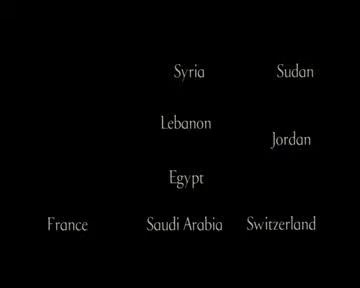 Syria Sudan
Lebanon
Jordan
Egypt
France Saudi Arabia Switzerland